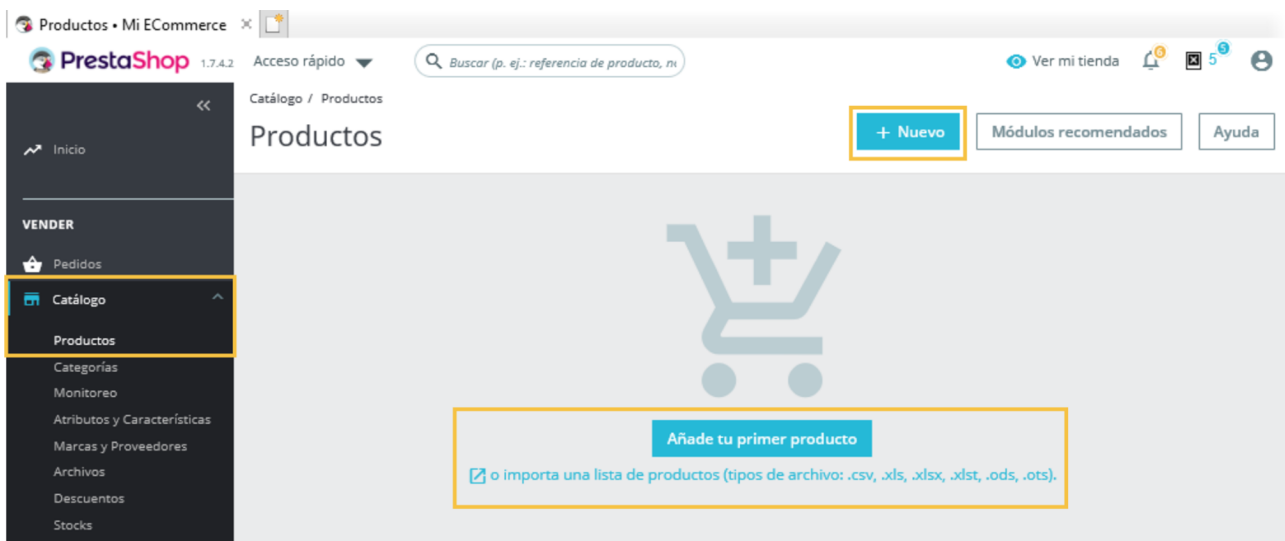 Productos • Mi ECommerce
PrestaShop 1.7.4.2 Acceso rápido Buscar (p. ej.: referencia de producto, n Ver mi tienda 5
Catálogo / Productos
Productos
+ Nuevo Módulos recomendados Ayuda
Inicio
VENDER
Pedidos
Catálogo
Productos
Categorías
Monitoreo
Atributos y Características
Marcas y Proveedores
Archivos
Descuentos
Stocks
Añade tu primer producto
o importa una lista de productos (tipos de archivo: .csv, .xls, .xlsx, .xlst, .ods, .ots).